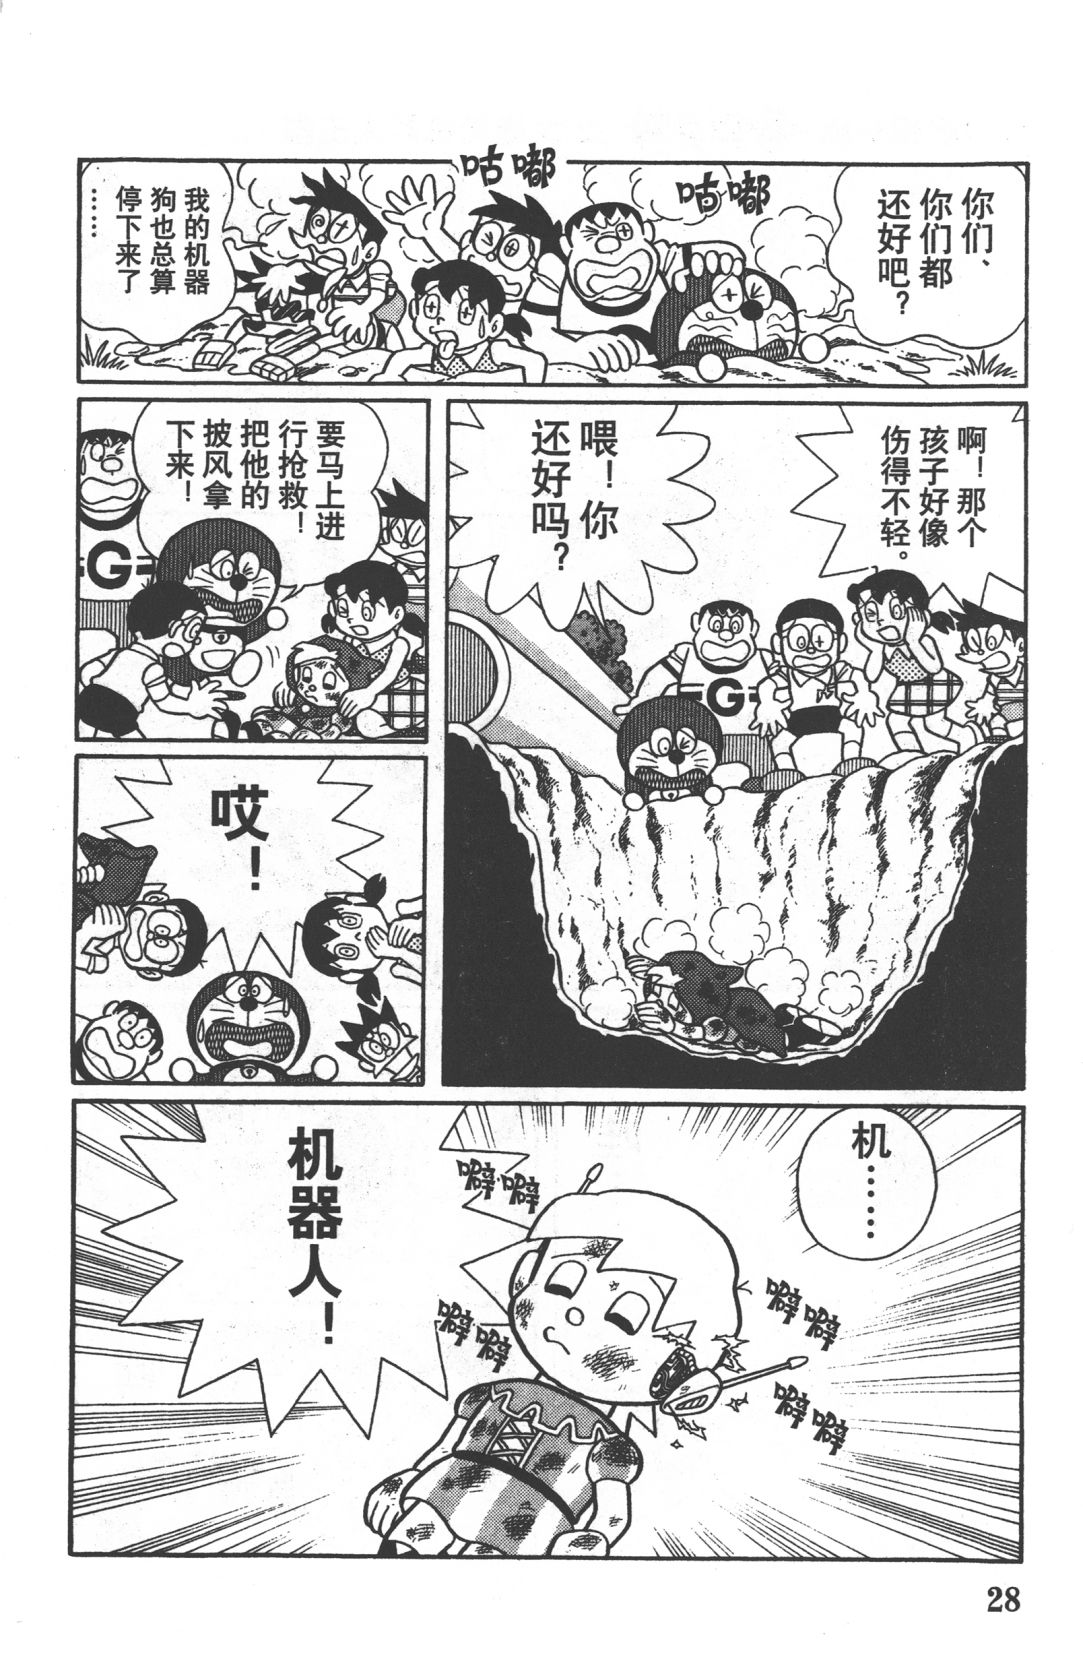 你们、
你们都
还好吧？
咕嘟
咕嘟
我的机器
狗也总算
停下来了
……
啊！那个
孩子好像
伤得不轻。
喂！你
还好吗？
要马上进
行抢救！
把他的
披风拿
下来！
哎！
机……
机器人！
噼噼
噼噼
噼噼
噼噼
G
G
28